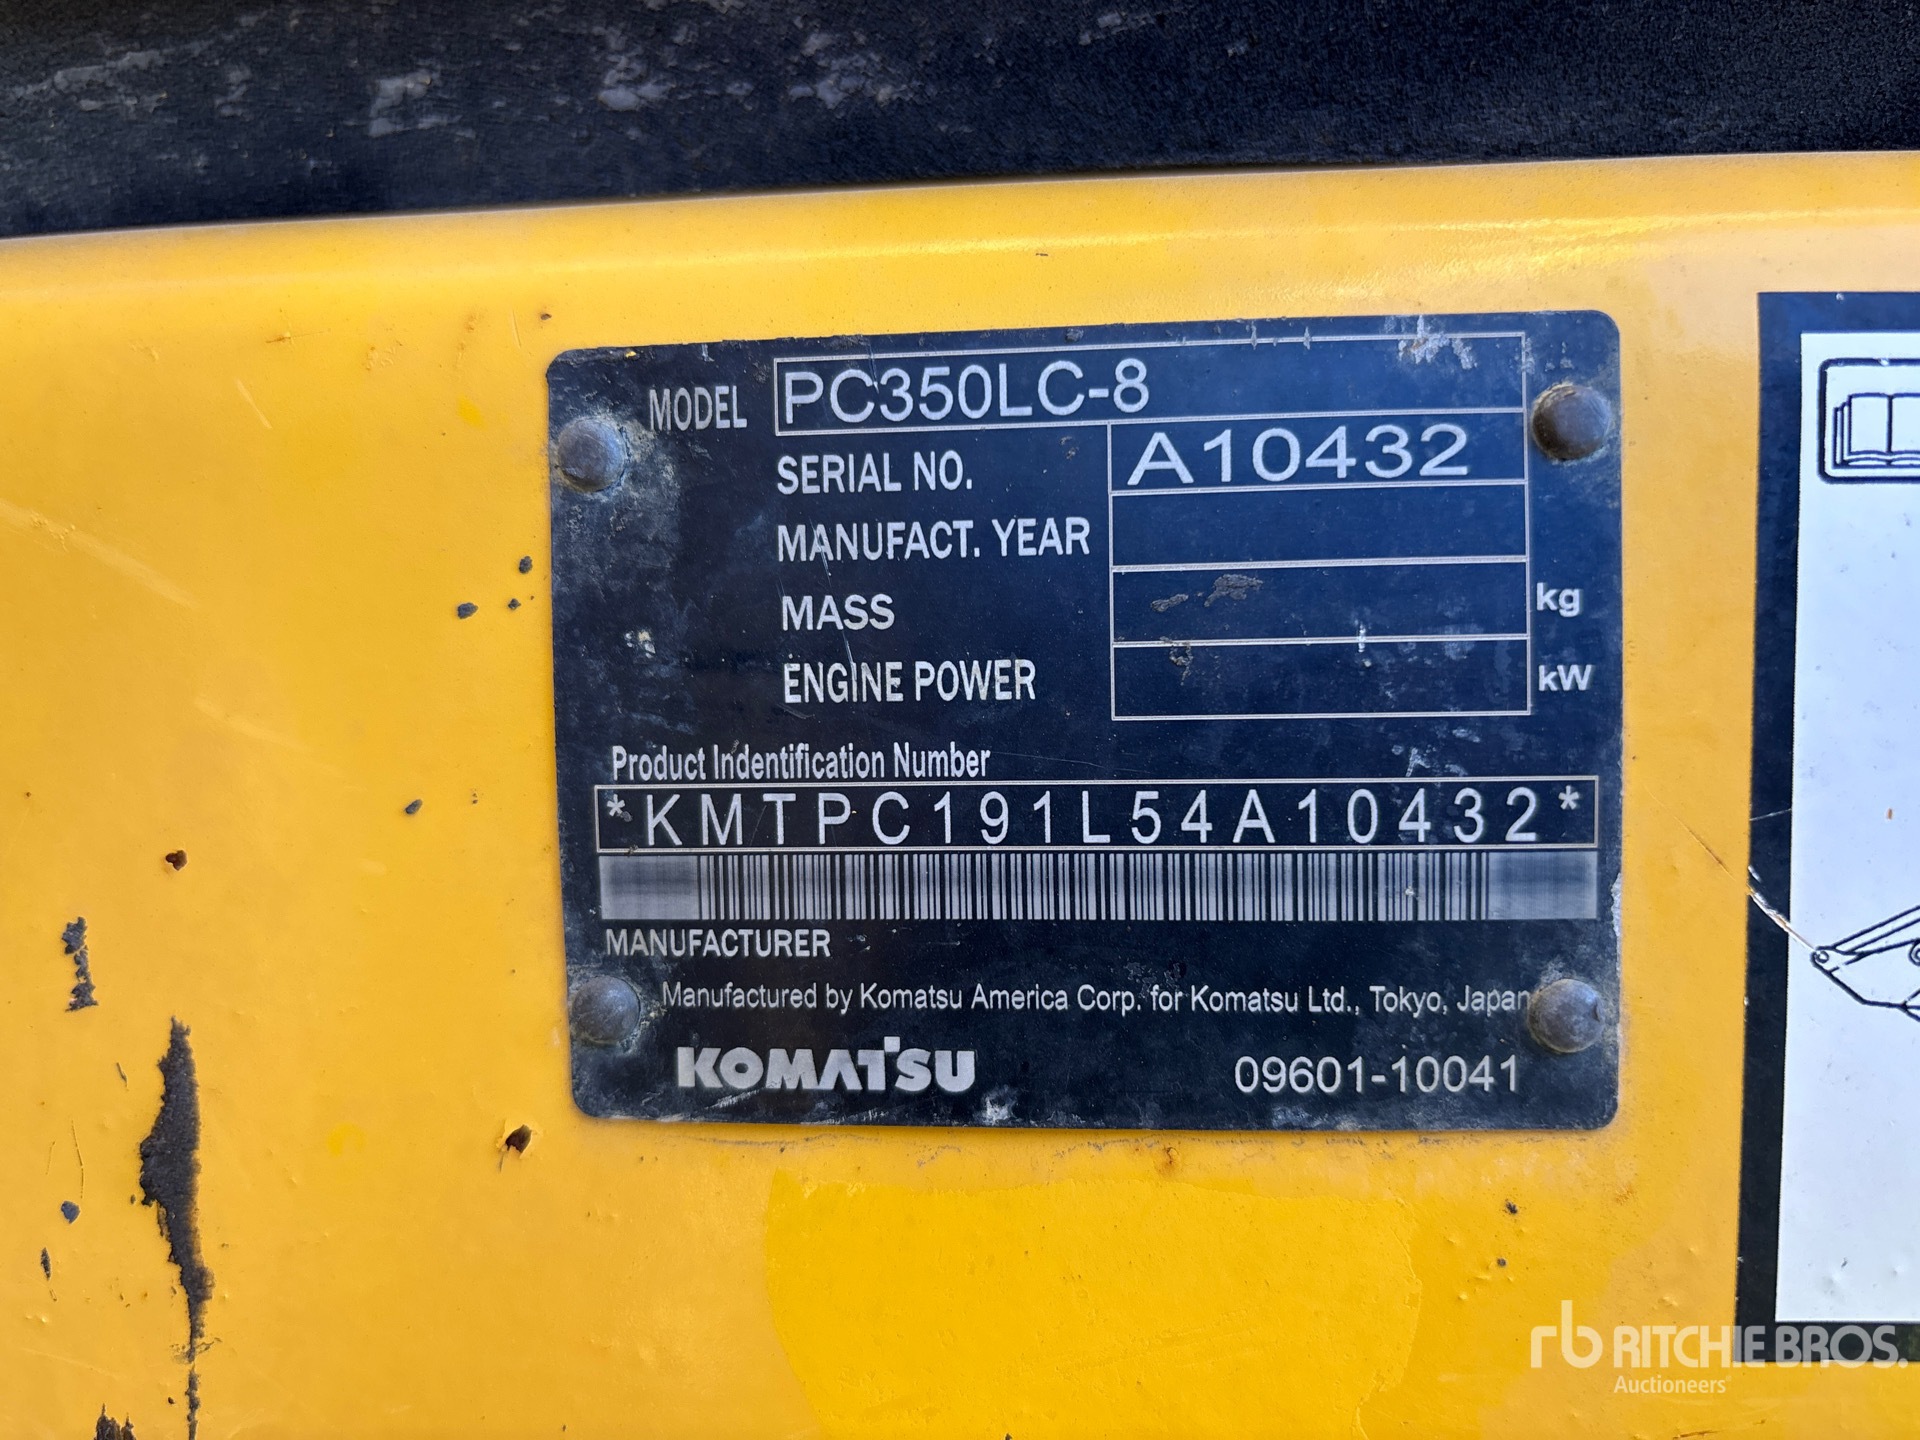 MODEL PC350LC-8
SERIAL NO. A10432
MANUFACT. YEAR
MASS kg
ENGINE POWER kW
Product Indentification Number
*KMTPC191L54A10432*
MANUFACTURER
Manufactured by Komatsu America Corp. for Komatsu Ltd., Tokyo, Japan
KOMATSU 09601-10041
rb RITCHIE BROS.
Auctioneers